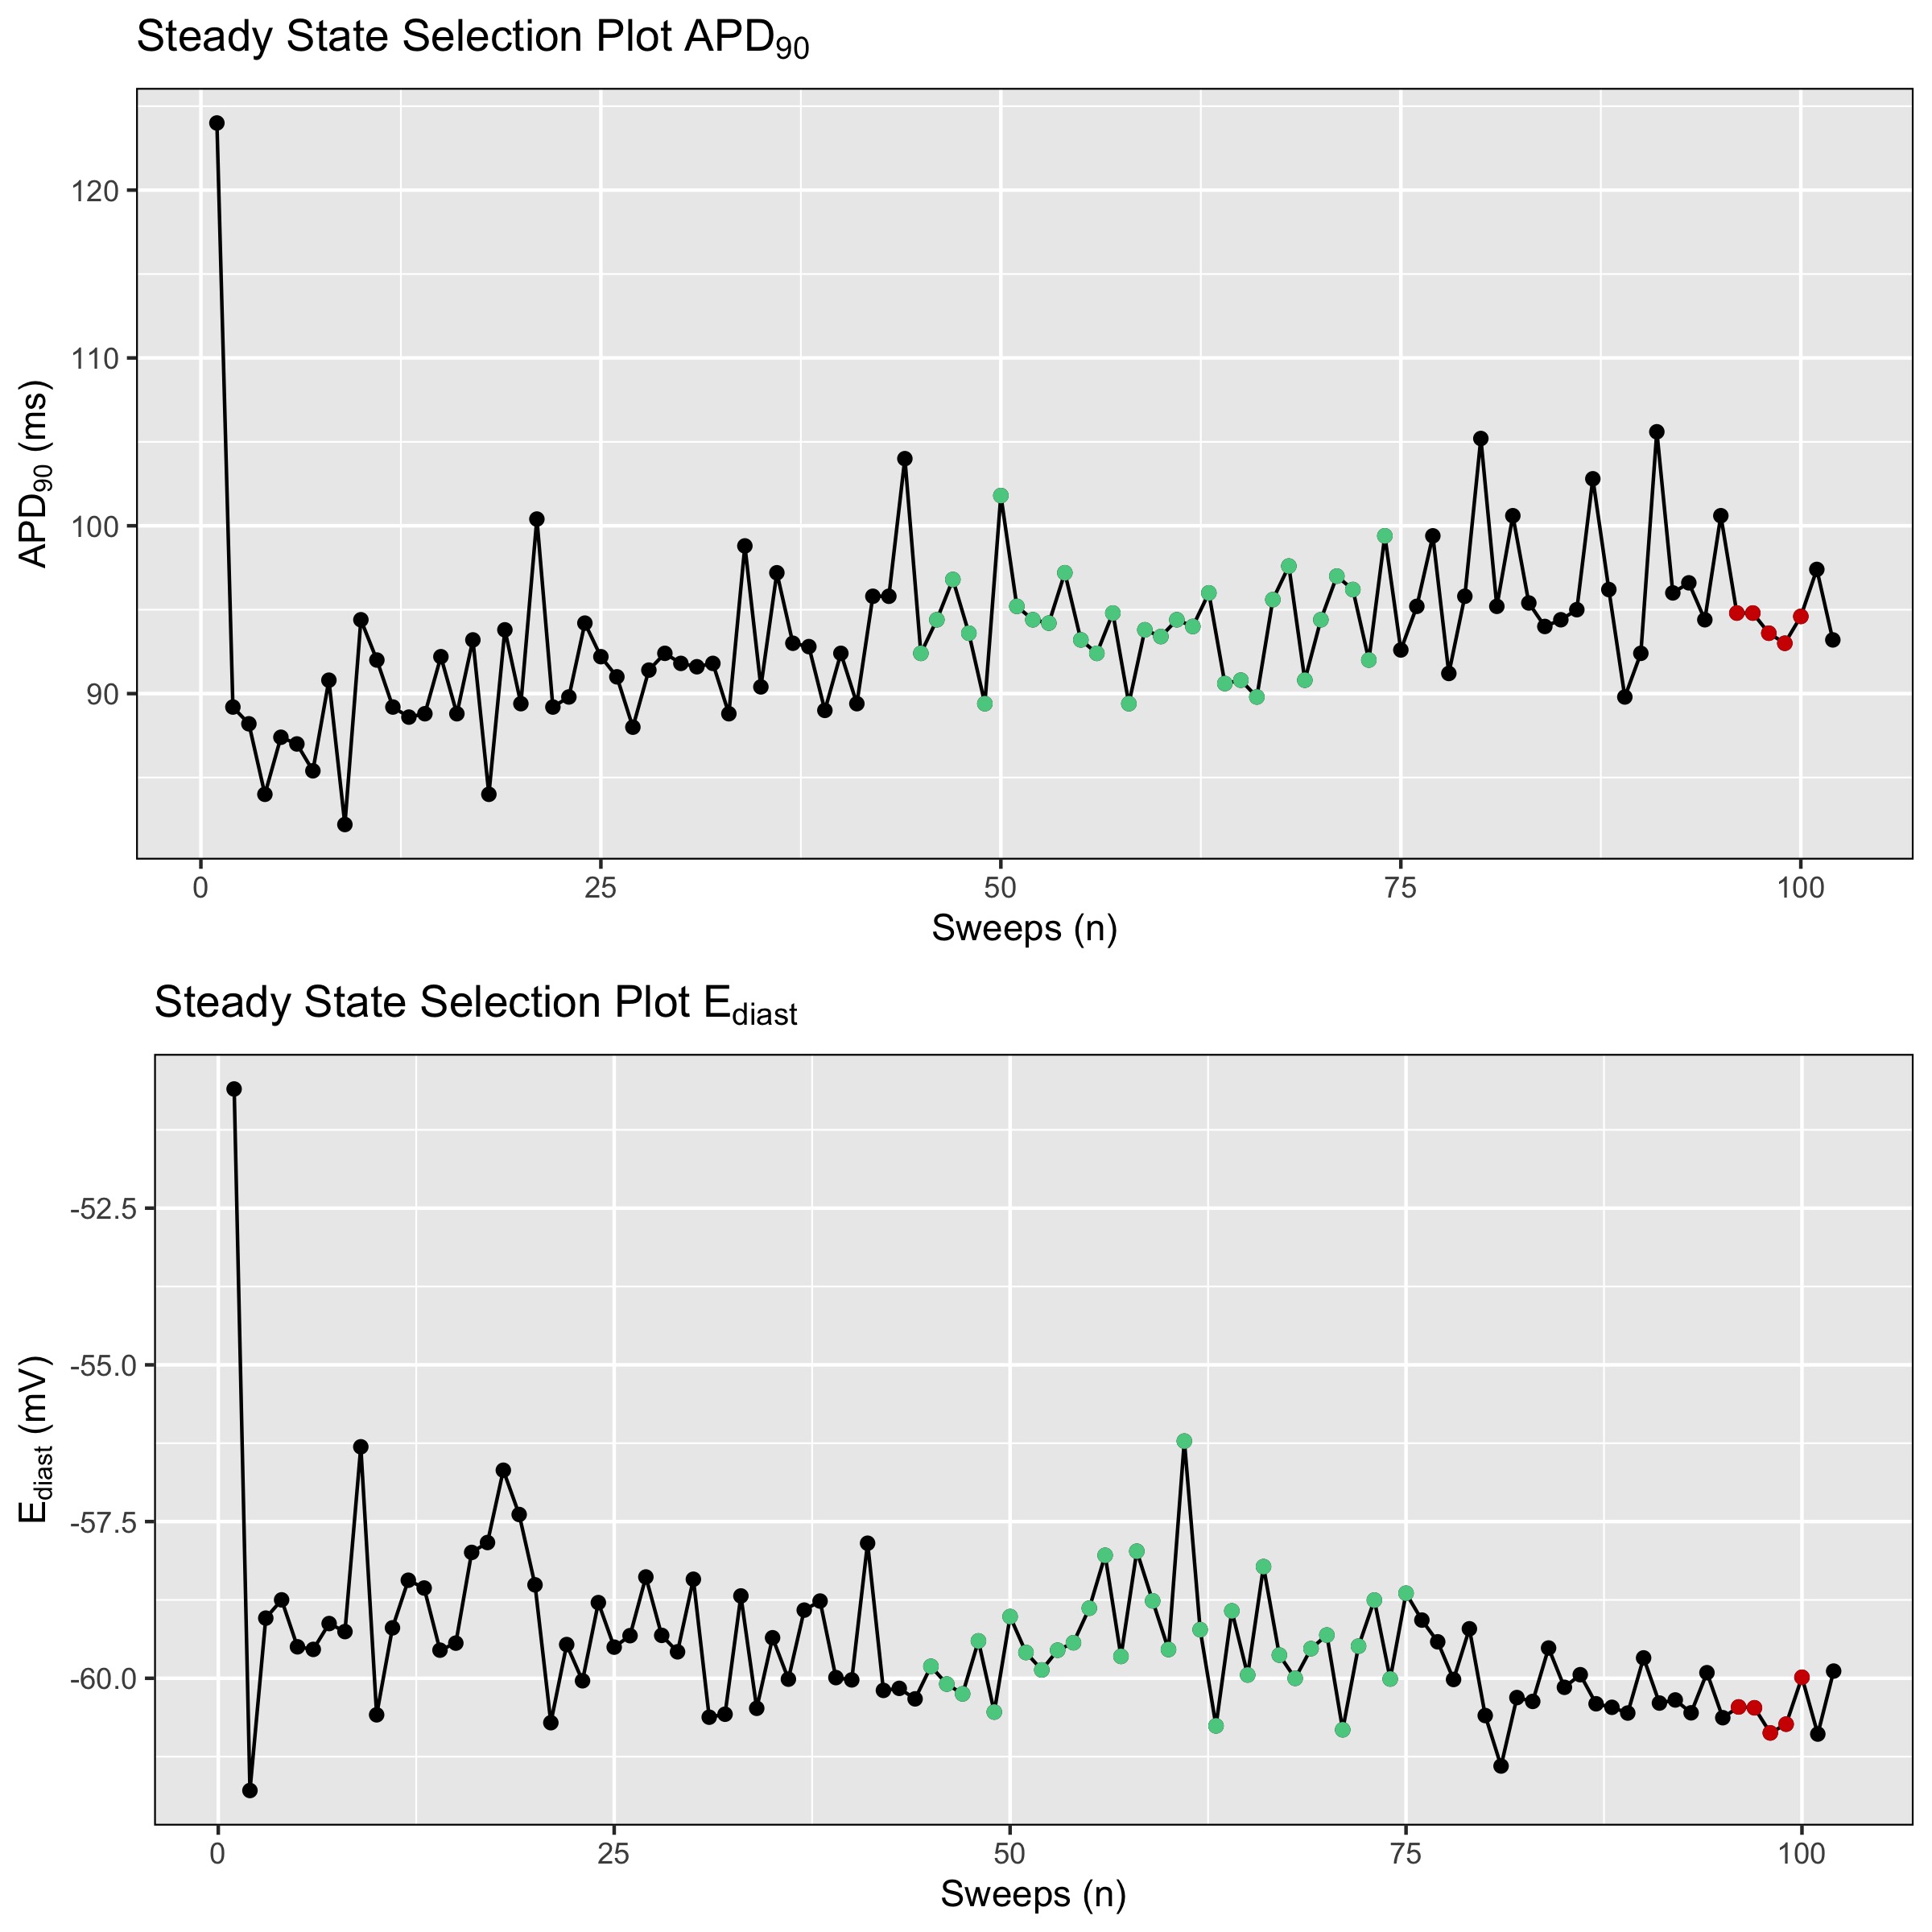 Steady State Selection Plot APD90
120
110
100
90
APD90 (ms)
0 25 50 75 100
Sweeps (n)
Steady State Selection Plot Ediast
-52.5
-55.0
-57.5
-60.0
Ediast (mV)
0 25 50 75 100
Sweeps (n)